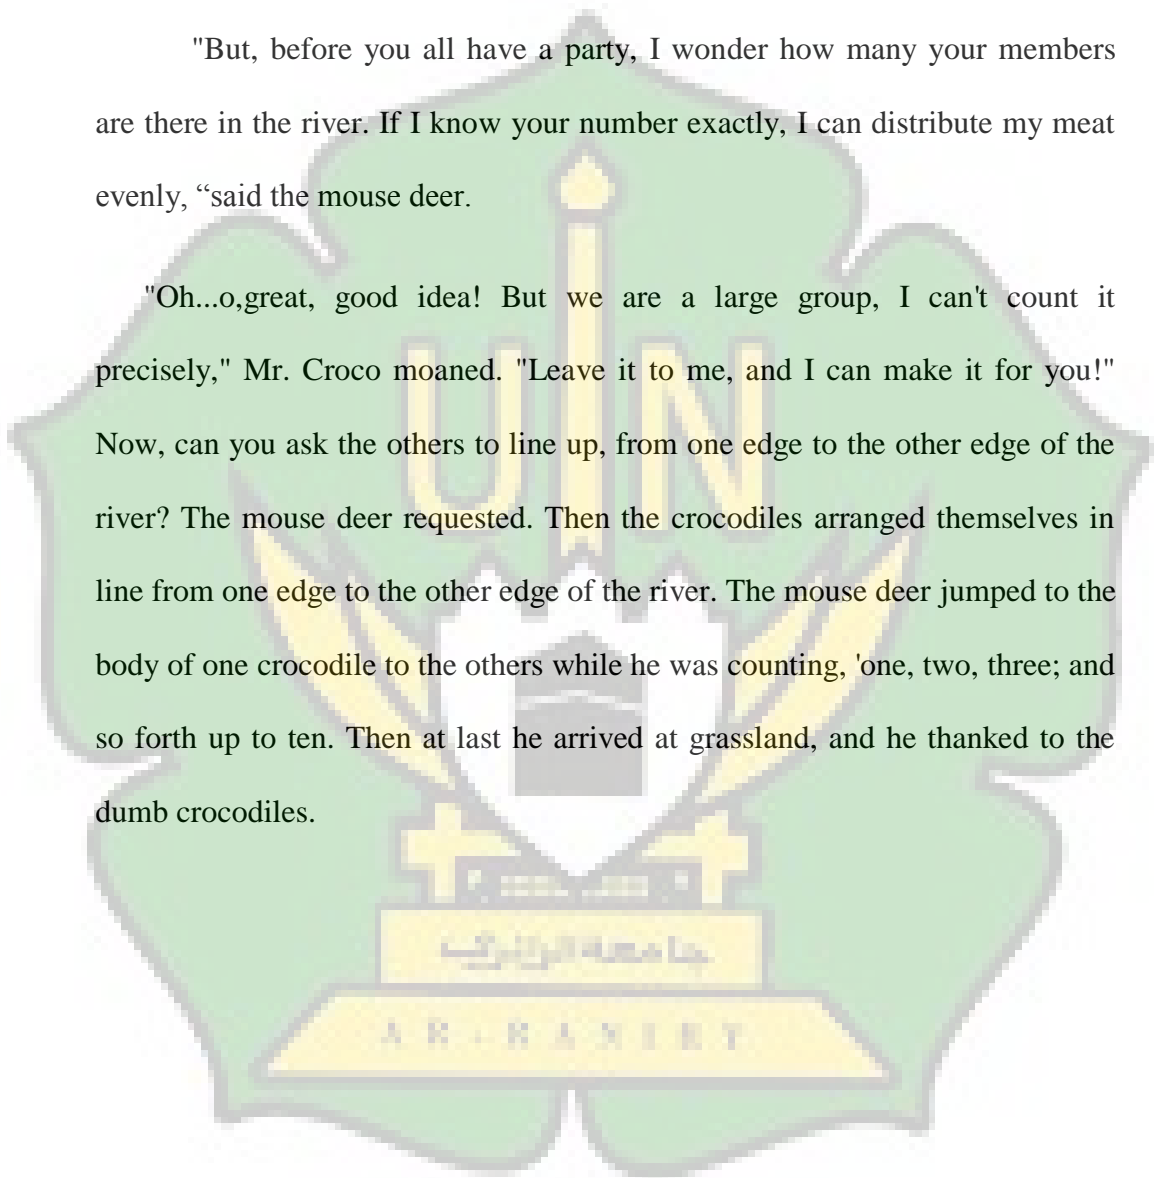 "But, before you all have a party, I wonder how many your members
are there in the river. If I know your number exactly, I can distribute my meat
evenly, “said the mouse deer.
"Oh...o,great, good idea! But we are a large group, I can't count it
precisely," Mr. Croco moaned. "Leave it to me, and I can make it for you!"
Now, can you ask the others to line up, from one edge to the other edge of the
river? The mouse deer requested. Then the crocodiles arranged themselves in
line from one edge to the other edge of the river. The mouse deer jumped to the
body of one crocodile to the others while he was counting, 'one, two, three; and
so forth up to ten. Then at last he arrived at grassland, and he thanked to the
dumb crocodiles.
UIN
جامعة الرانيري
AR-RANIRY